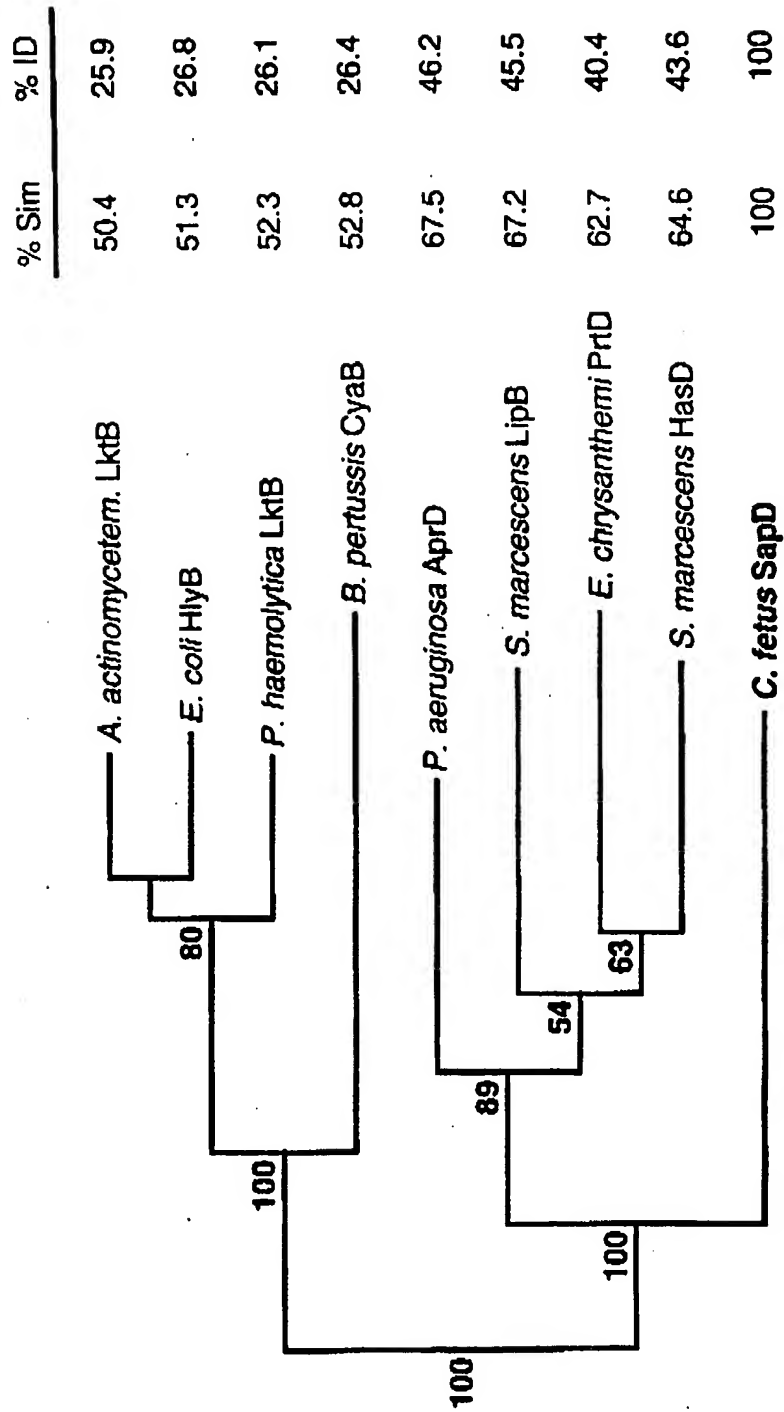 % Sim % ID
A. actinomycetem. LktB 50.4 25.9
E. coli HlyB 51.3 26.8
P. haemolytica LktB 52.3 26.1
B. pertussis CyaB 52.8 26.4
P. aeruginosa AprD 67.5 46.2
S. marcescens LipB 67.2 45.5
E. chrysanthemi PrtD 62.7 40.4
S. marcescens HasD 64.6 43.6
C. fetus SapD 100 100
80
100
89
54
63
100
100